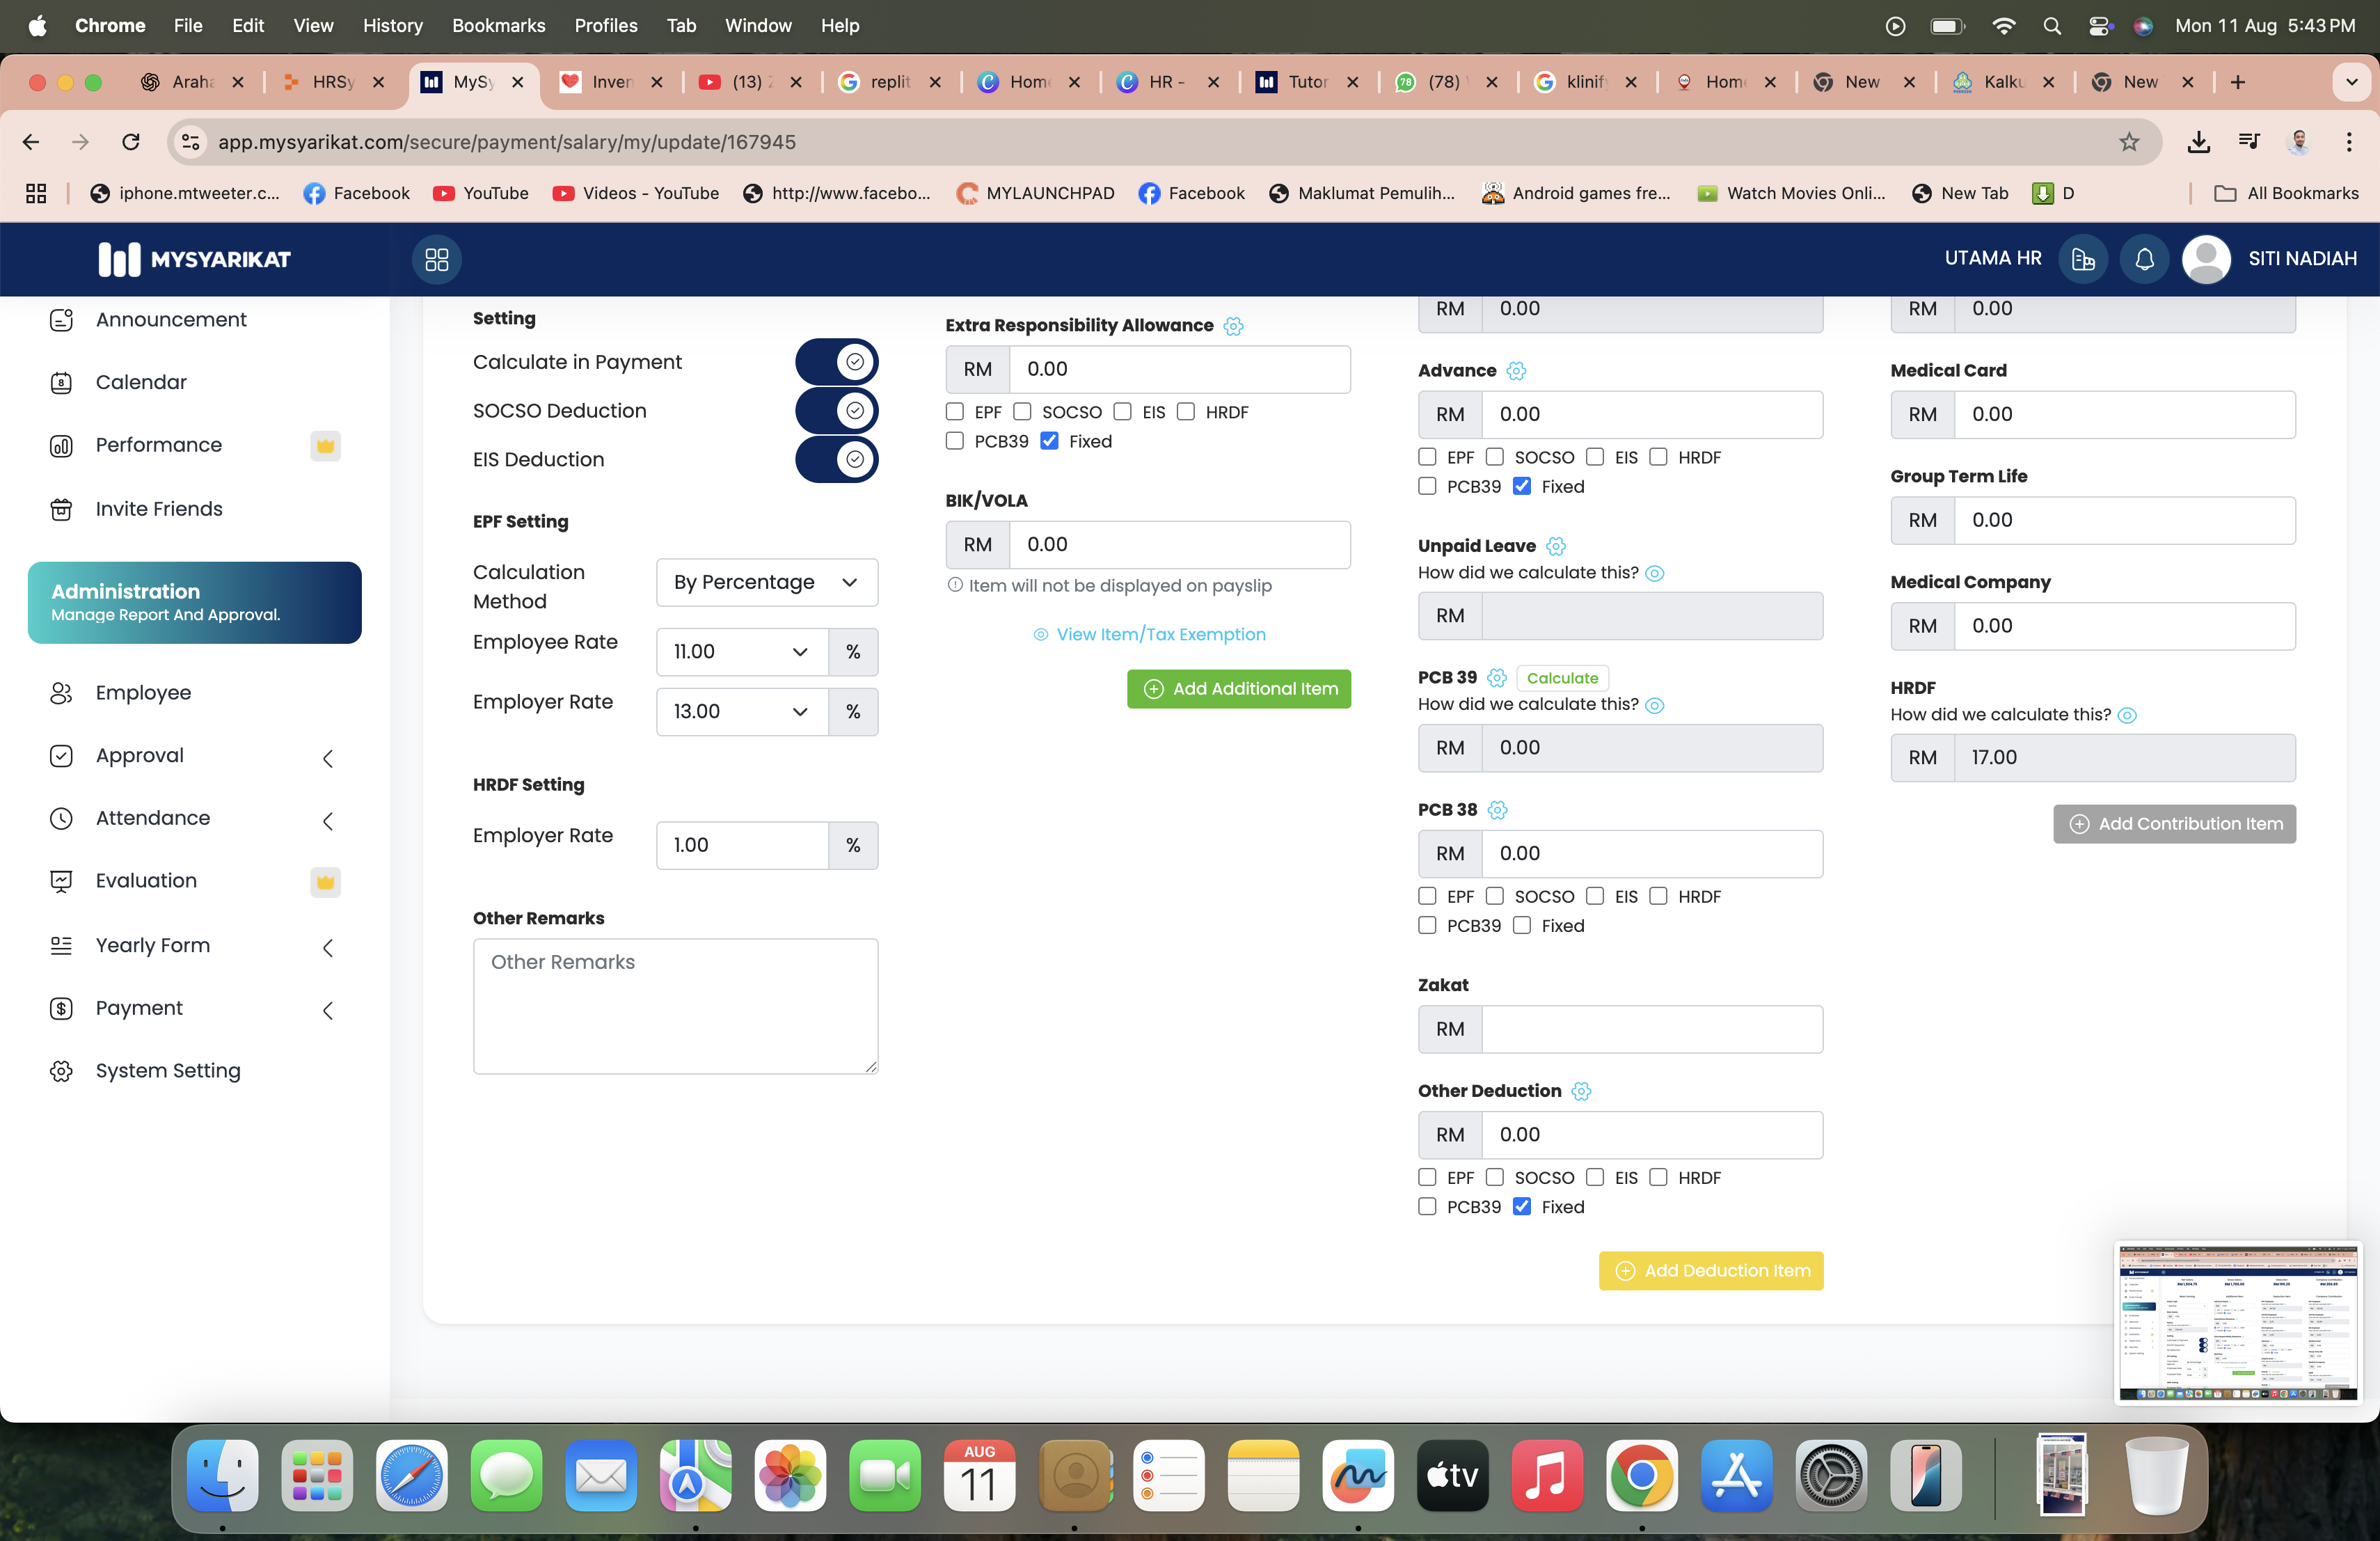 Chrome File Edit View History Bookmarks Profiles Tab Window Help Mon 11 Aug 5:43 PM
Araha HRSy MySy Inven (13) replit Home HR - Tutor (78) klinify Home New Kalku New
app.mysyarikat.com/secure/payment/salary/my/update/167945
iphone.mtweeter.c... Facebook YouTube Videos - YouTube http://www.facebo... MYLAUNCHPAD Facebook Maklumat Pemulih... Android games fre... Watch Movies Onli... New Tab D All Bookmarks
MYSYARIKAT UTAMA HR SITI NADIAH
Announcement
Calendar
Performance
Invite Friends
Administration
Manage Report And Approval.
Employee
Approval
Attendance
Evaluation
Yearly Form
Payment
System Setting
Setting
Calculate in Payment
SOCSO Deduction
EIS Deduction
EPF Setting
Calculation
Method
By Percentage
Employee Rate 11.00 %
Employer Rate 13.00 %
HRDF Setting
Employer Rate 1.00 %
Other Remarks
Other Remarks
Extra Responsibility Allowance
RM 0.00
EPF SOCSO EIS HRDF
PCB39 Fixed
BIK/VOLA
RM 0.00
Item will not be displayed on payslip
View Item/Tax Exemption
Add Additional Item
RM 0.00
Advance
RM 0.00
EPF SOCSO EIS HRDF
PCB39 Fixed
Unpaid Leave
How did we calculate this?
RM
PCB 39 Calculate
How did we calculate this?
RM 0.00
PCB 38
RM 0.00
EPF SOCSO EIS HRDF
PCB39 Fixed
Zakat
RM
Other Deduction
RM 0.00
EPF SOCSO EIS HRDF
PCB39 Fixed
Add Deduction Item
RM 0.00
Medical Card
RM 0.00
Group Term Life
RM 0.00
Medical Company
RM 0.00
HRDF
How did we calculate this?
RM 17.00
Add Contribution Item
AUG
11
tv